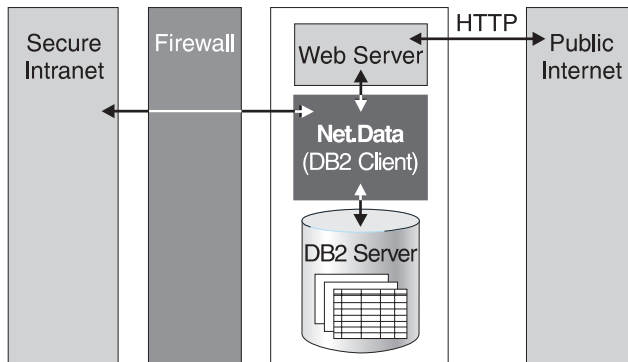 Secure
Intranet
Firewall
Web Server
HTTP
Public
Internet
Net.Data
(DB2 Client)
DB2 Server